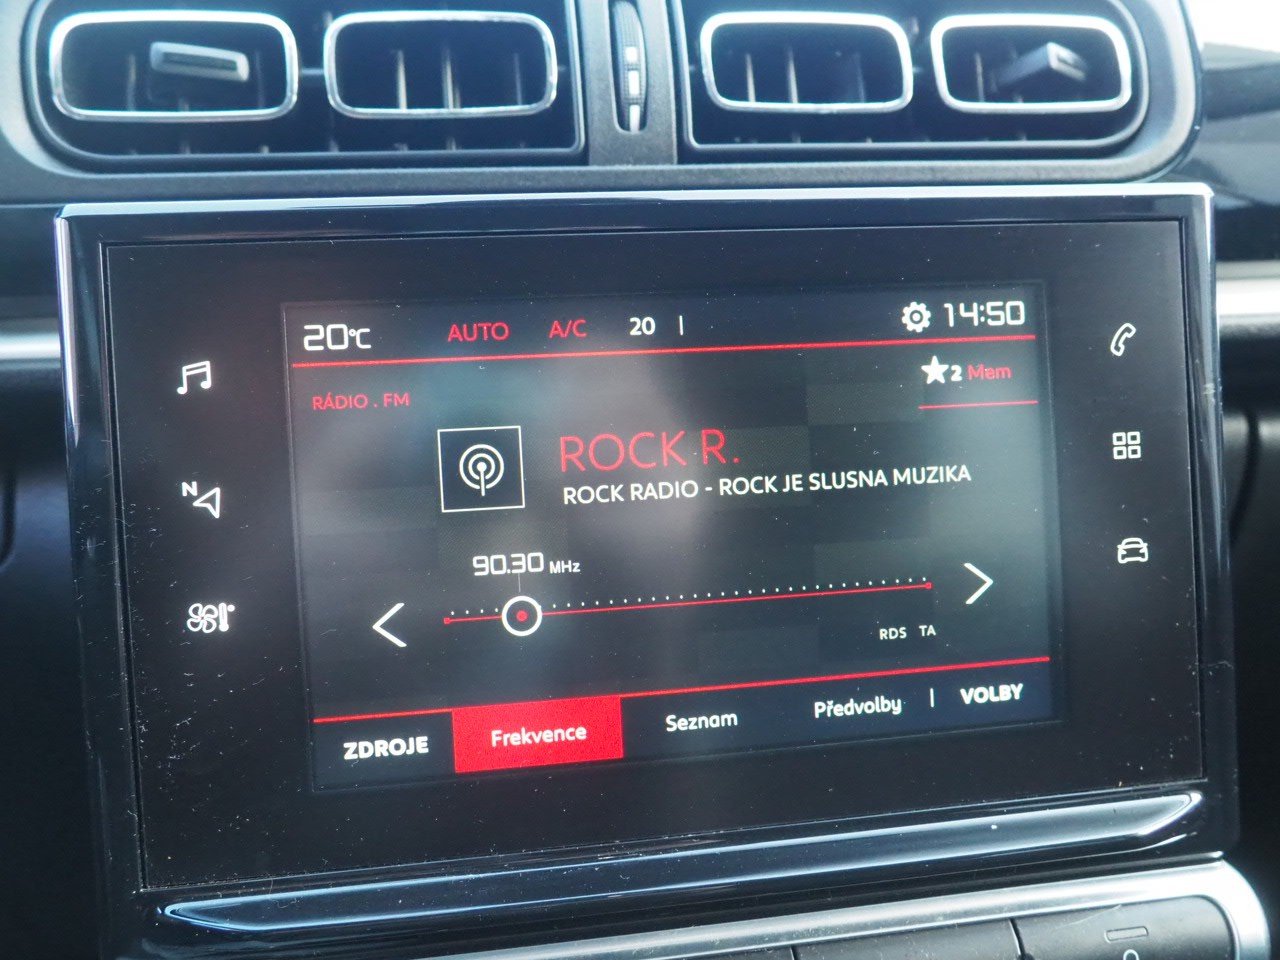 20°C AUTO A/C 20 | 14:50
2 Mem
RÁDIO . FM
ROCK R.
ROCK RADIO - ROCK JE SLUSNA MUZIKA
N
90.30 MHz
RDS TA
ZDROJE Frekvence Seznam Předvolby | VOLBY